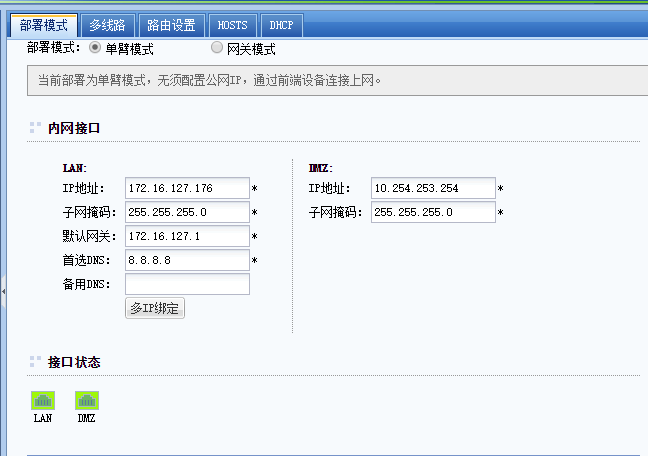 部署模式 多线路 路由设置 HOSTS DHCP
部署模式： 单臂模式 网关模式
当前部署为单臂模式，无须配置公网IP，通过前端设备连接上网。
内网接口
LAN: DMZ:
IP地址： 172.16.127.176 * IP地址： 10.254.253.254 *
子网掩码： 255.255.255.0 * 子网掩码： 255.255.255.0 *
默认网关： 172.16.127.1 *
首选DNS： 8.8.8.8 *
备用DNS：
多IP绑定
接口状态
LAN DMZ